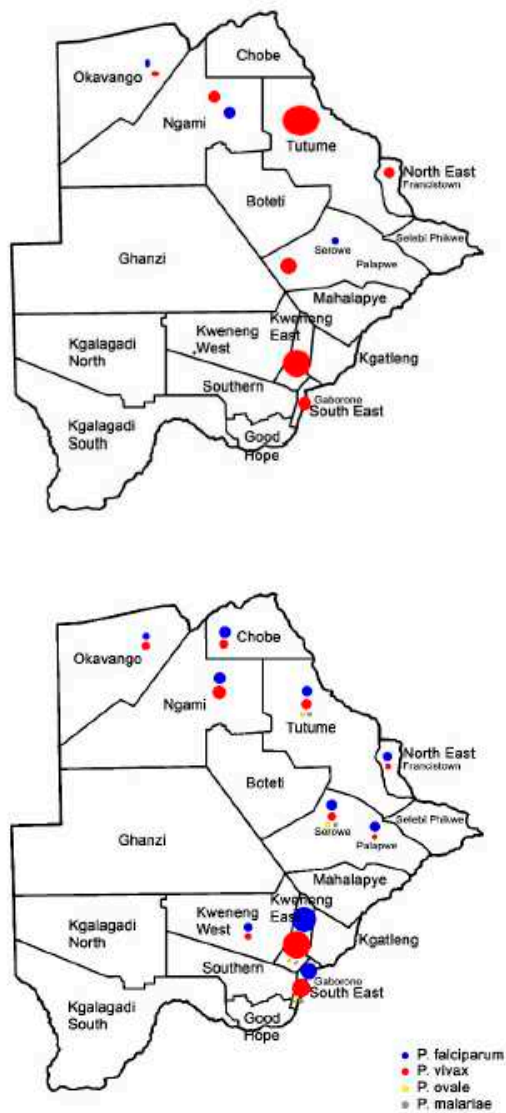 Chobe
Okavango
Ngami
Tutume
North East
Francistown
Boteti
Serowe
Selebi Phikwe
Ghanzi
Palapwe
Mahalapye
Kweneng
East
Kweneng
West
Kgalagadi
North
Kgatleng
Southern
Gaborone
South East
Kgalagadi
South
Good
Hope
Chobe
Okavango
Ngami
Tutume
North East
Francistown
Boteti
Serowe
Selebi Phikwe
Ghanzi
Palapwe
Mahalapye
Kweneng
East
Kweneng
West
Kgalagadi
North
Kgatleng
Southern
Gaborone
South East
Kgalagadi
South
Good
Hope
P. falciparum
P. vivax
P. ovale
P. malariae